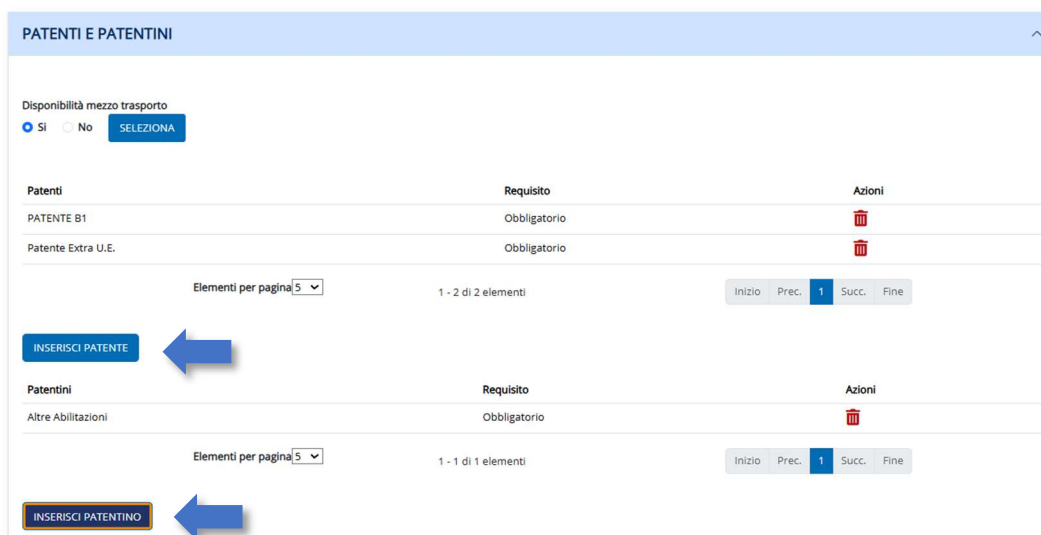 PATENTI E PATENTINI
Disponibilità mezzo trasporto
Si No SELEZIONA
Patenti Requisito Azioni
PATENTE B1 Obbligatorio
Patente Extra U.E. Obbligatorio
Elementi per pagina 5 1 - 2 di 2 elementi Inizio Prec. 1 Succ. Fine
INSERISCI PATENTE
Patentini Requisito Azioni
Altre Abilitazioni Obbligatorio
Elementi per pagina 5 1 - 1 di 1 elementi Inizio Prec. 1 Succ. Fine
INSERISCI PATENTINO